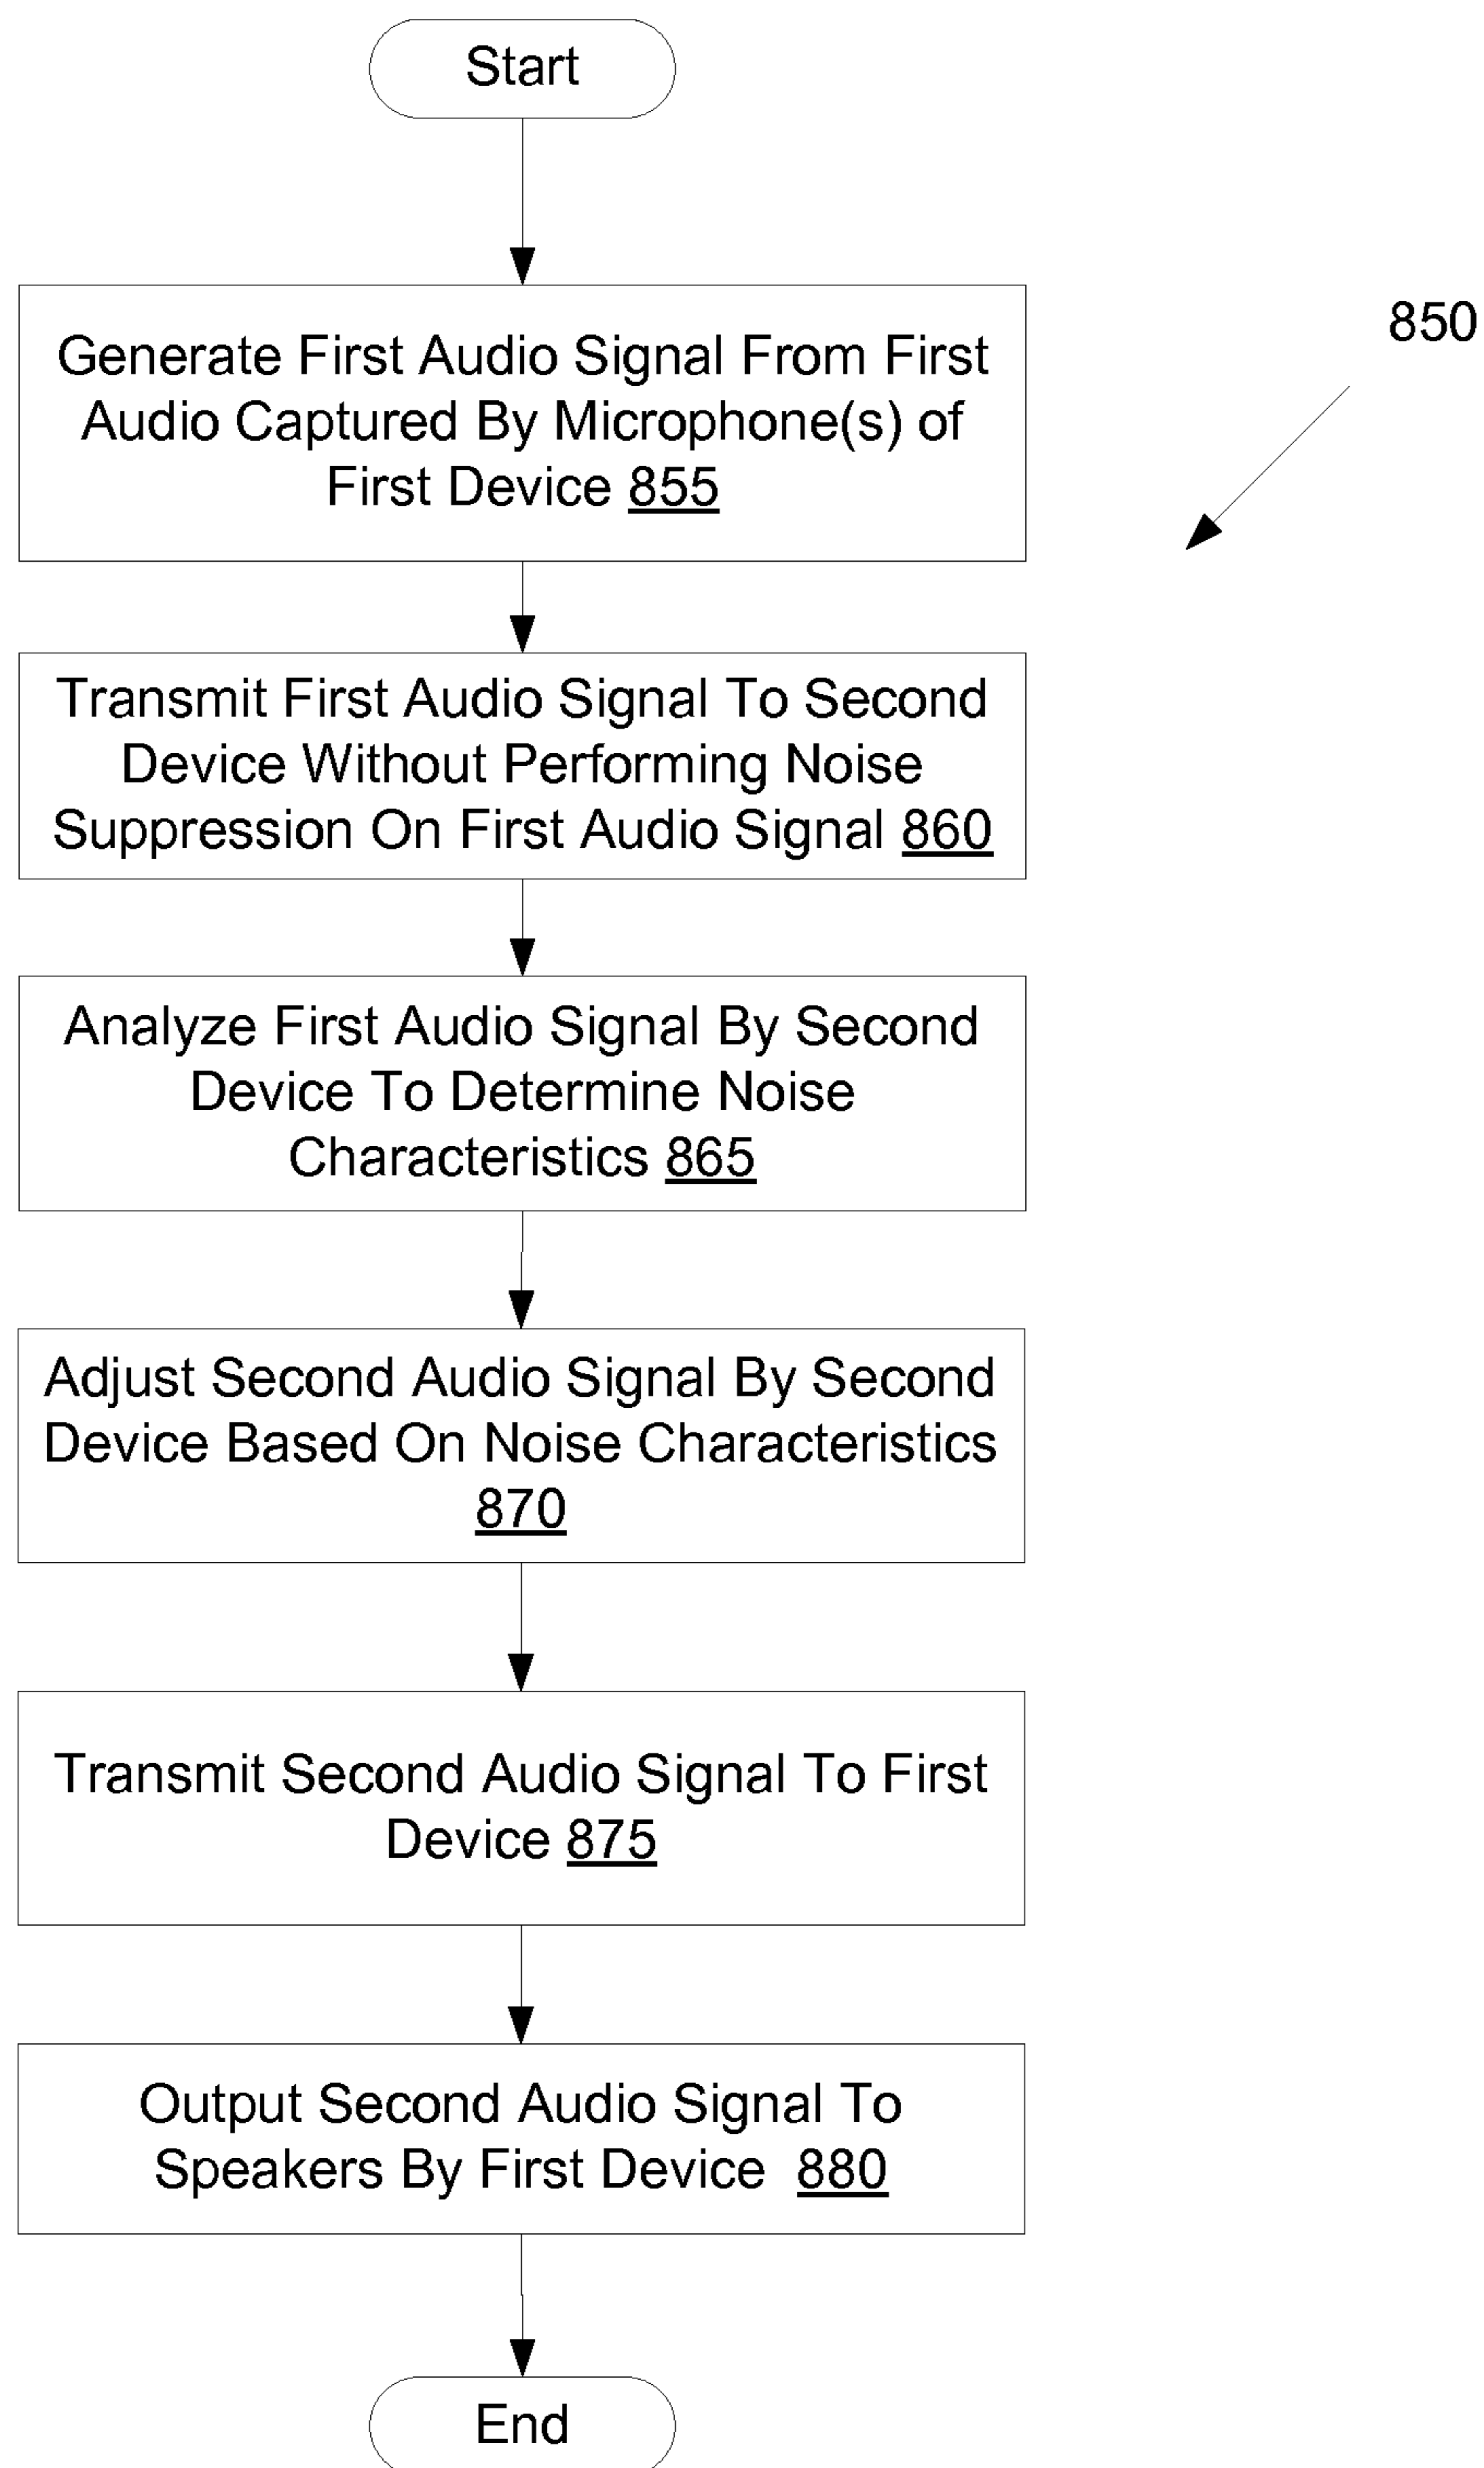 Start
850
Generate First Audio Signal From First
Audio Captured By Microphone(s) of
First Device 855
Transmit First Audio Signal To Second
Device Without Performing Noise
Suppression On First Audio Signal 860
Analyze First Audio Signal By Second
Device To Determine Noise
Characteristics 865
Adjust Second Audio Signal By Second
Device Based On Noise Characteristics
870
Transmit Second Audio Signal To First
Device 875
Output Second Audio Signal To
Speakers By First Device 880
End